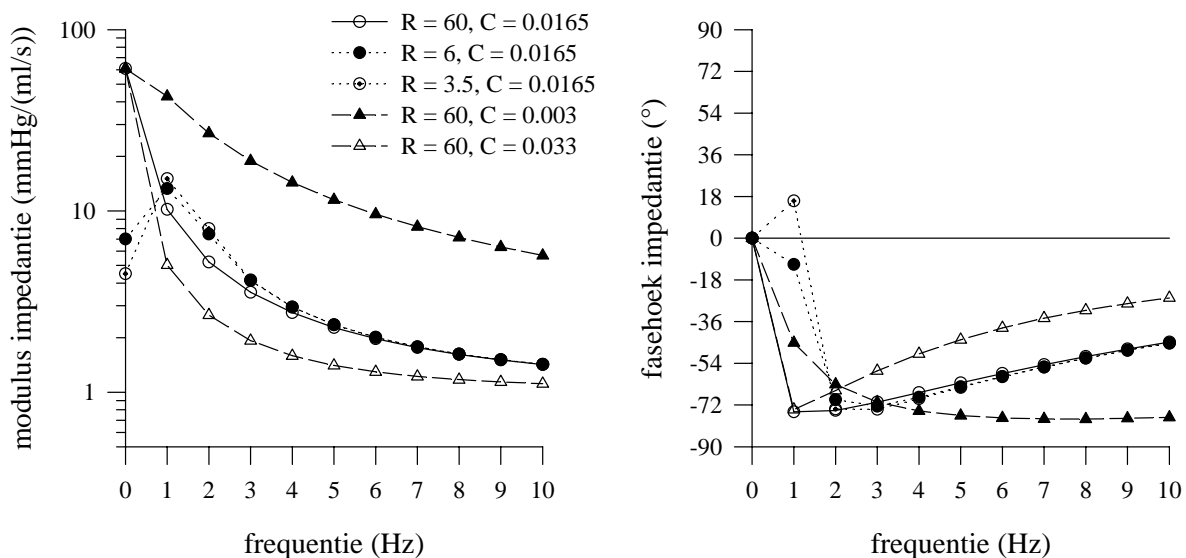 modulus impedantie (mmHg/(ml/s))
100
10
1
R = 60, C = 0.0165
R = 6, C = 0.0165
R = 3.5, C = 0.0165
R = 60, C = 0.003
R = 60, C = 0.033
0 1 2 3 4 5 6 7 8 9 10
frequentie (Hz)
fasehoek impedantie (°)
90
72
54
36
18
0
-18
-36
-54
-72
-90
0 1 2 3 4 5 6 7 8 9 10
frequentie (Hz)